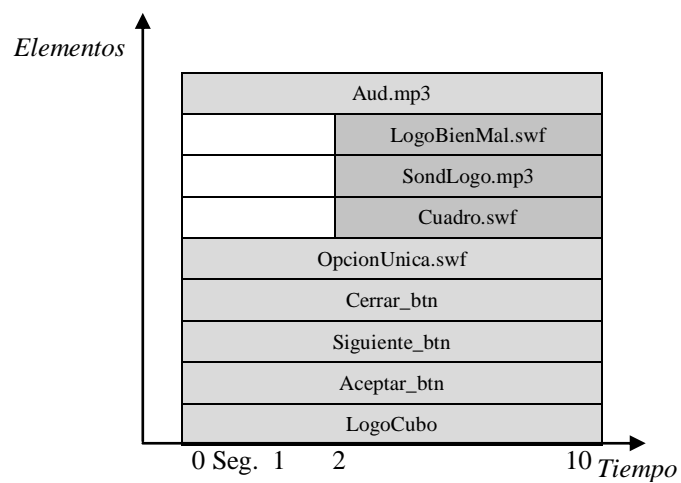 Elementos
Aud.mp3
LogoBienMal.swf
SondLogo.mp3
Cuadro.swf
OpcionUnica.swf
Cerrar_btn
Siguiente_btn
Aceptar_btn
LogoCubo
0 Seg. 1 2 10 Tiempo